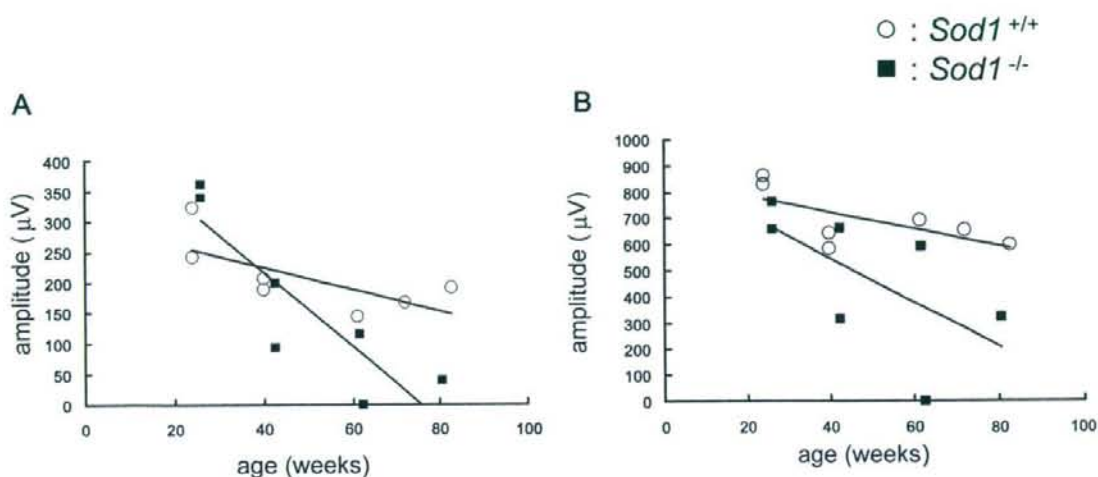 ○ : Sod1 +/+
■ : Sod1 -/-
A
400
350
300
250
200
150
100
50
0
amplitude ( μV)
0 20 40 60 80 100
age (weeks)
B
1000
900
800
700
600
500
400
300
200
100
0
amplitude ( μV)
0 20 40 60 80 100
age (weeks)